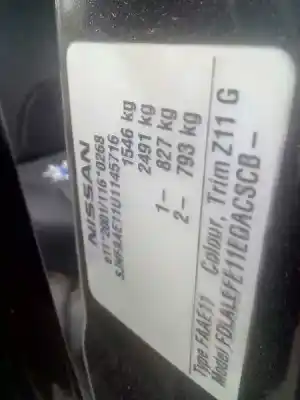 NISSAN
e11*2001/116*0268
SJNFAAE11U1145716
1546 kg
2491 kg
1- 827 kg
2- 793 kg
Type FAAE11 Colour, Trim Z11 G
Model FDLALEFE11EGACSCB -